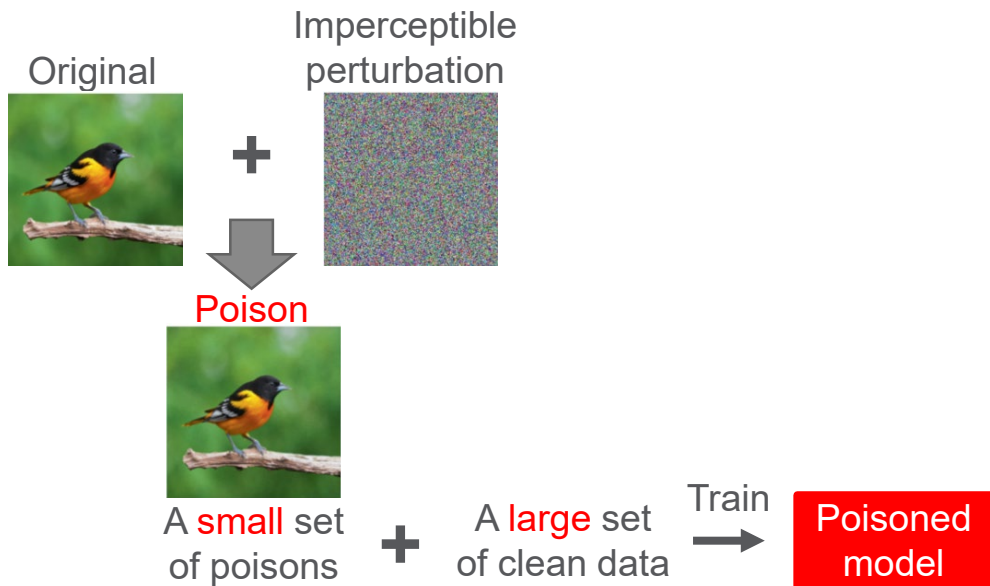 Original
Imperceptible
perturbation
+
Poison
A small set
of poisons
+
A large set
of clean data
Train
Poisoned
model